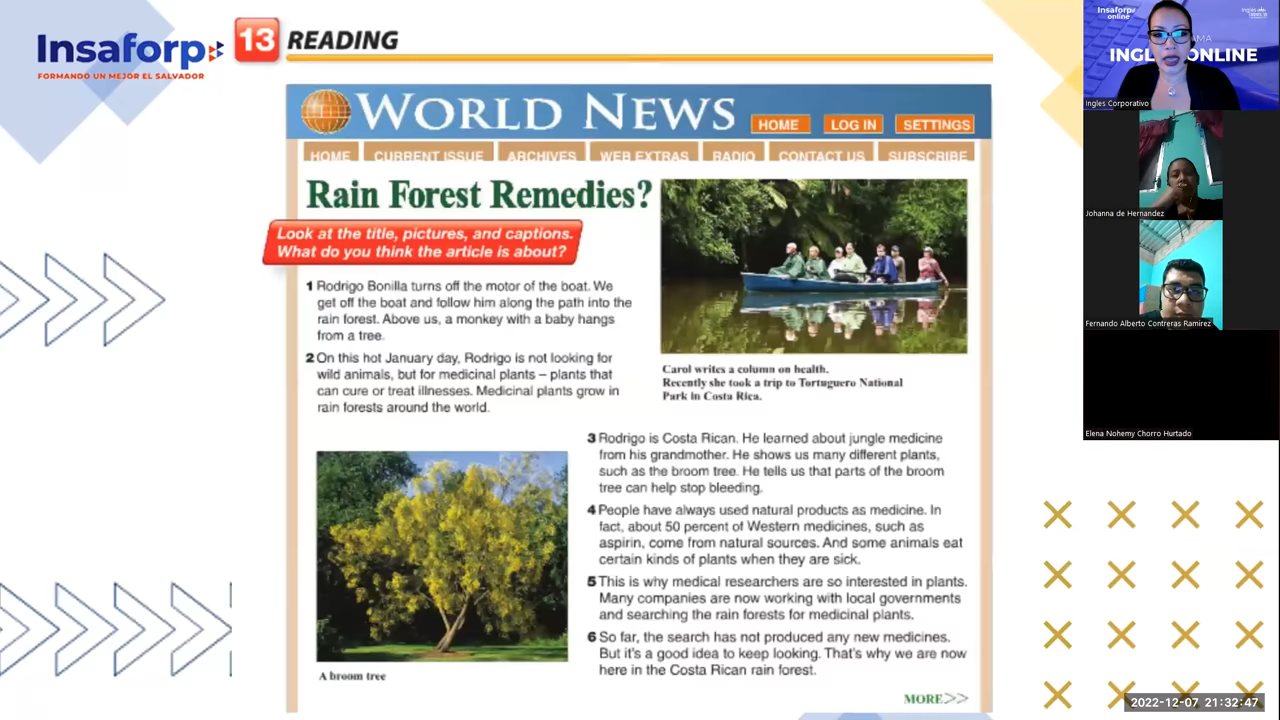 Insaforp
FORMANDO UN MEJOR EL SALVADOR
13 READING
WORLD NEWS
HOME LOG IN SETTINGS
HOME CURRENT ISSUE ARCHIVES WEB EXTRAS RADIO CONTACT US SUBSCRIBE
Rain Forest Remedies?
Look at the title, pictures, and captions.
What do you think the article is about?
1 Rodrigo Bonilla turns off the motor of the boat. We
get off the boat and follow him along the path into the
rain forest. Above us, a monkey with a baby hangs
from a tree.
2 On this hot January day, Rodrigo is not looking for
wild animals, but for medicinal plants – plants that
can cure or treat illnesses. Medicinal plants grow in
rain forests around the world.
Carol writes a column on health.
Recently she took a trip to Tortuguero National
Park in Costa Rica.
A broom tree
3 Rodrigo is Costa Rican. He learned about jungle medicine
from his grandmother. He shows us many different plants,
such as the broom tree. He tells us that parts of the broom
tree can help stop bleeding.
4 People have always used natural products as medicine. In
fact, about 50 percent of Western medicines, such as
aspirin, come from natural sources. And some animals eat
certain kinds of plants when they are sick.
5 This is why medical researchers are so interested in plants.
Many companies are now working with local governments
and searching the rain forests for medicinal plants.
6 So far, the search has not produced any new medicines.
But it's a good idea to keep looking. That's why we are now
here in the Costa Rican rain forest.
MORE>>
Insaforp
online
Ingles Corporativo
Johanna de Hernandez
Fernando Alberto Contreras Ramirez
Elena Nohemy Chorro Hurtado
2022-12-07 21:32:47